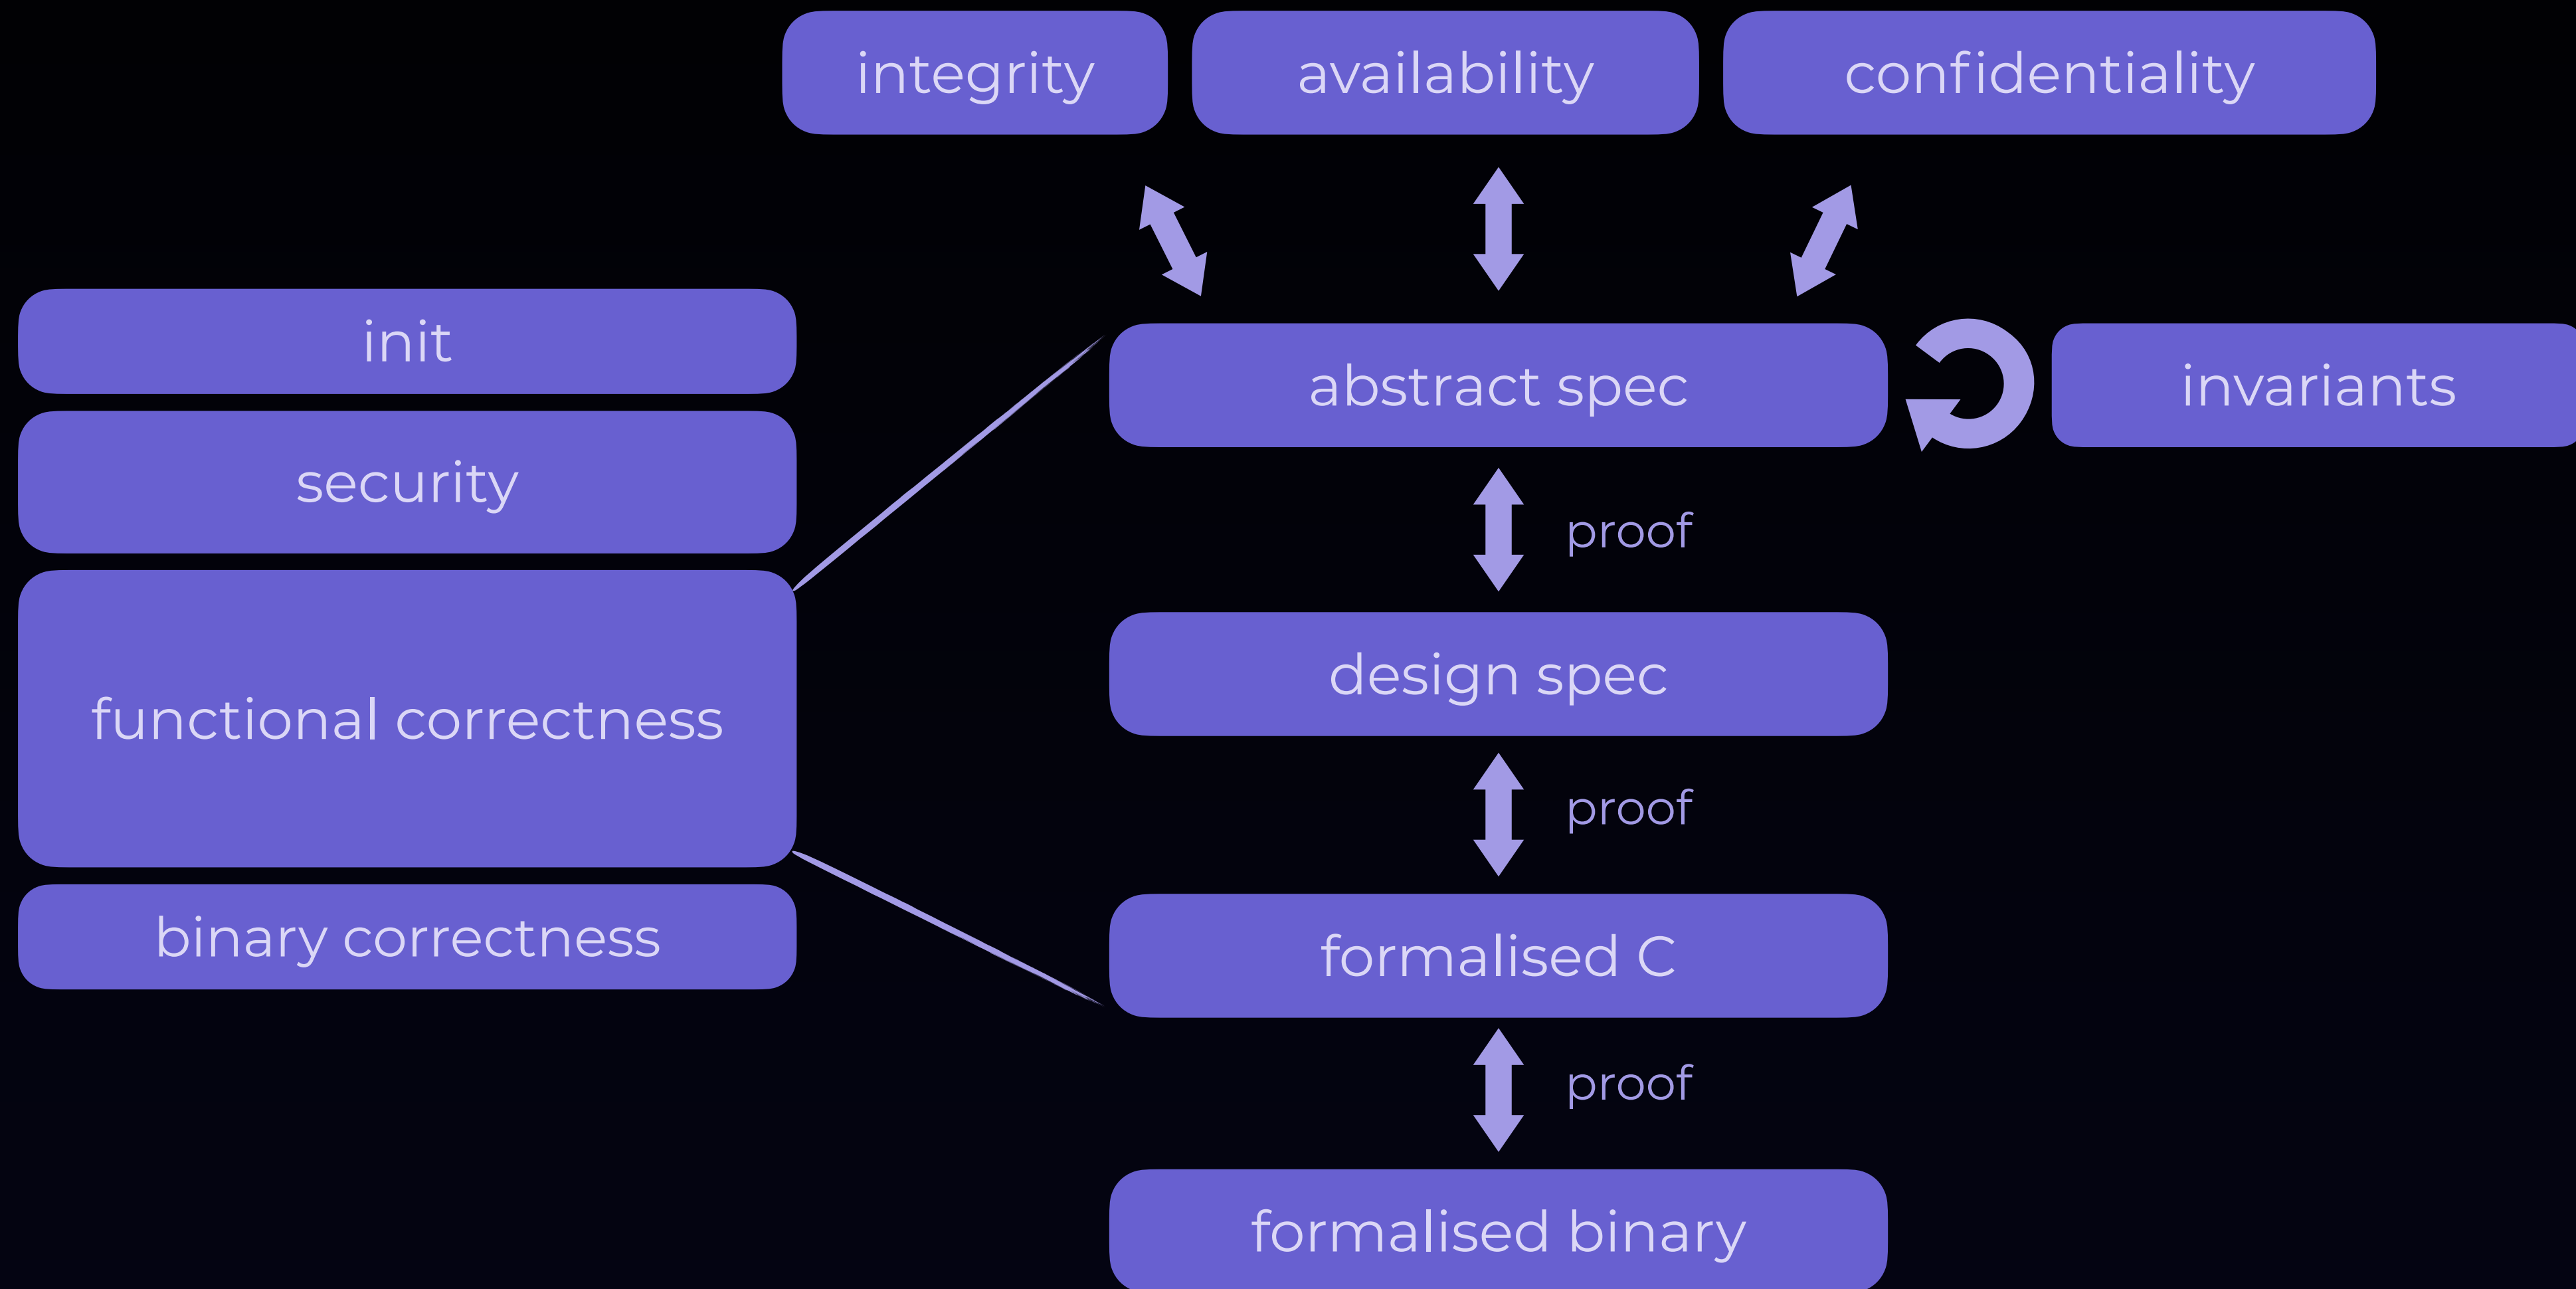 integrity
availability
confidentiality
init
security
functional correctness
binary correctness
abstract spec
invariants
proof
design spec
proof
formalised C
proof
formalised binary